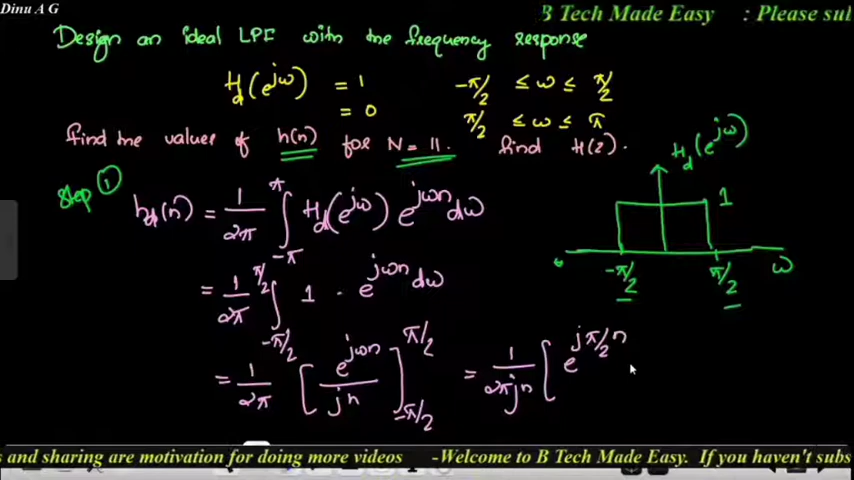 Dinu A G
B Tech Made Easy : Please sul
Design an ideal LPF with the frequency response
H_d(e^{jω}) = 1 -π/2 ≤ ω ≤ π/2
= 0 π/2 ≤ ω ≤ π
find the values of h(n) for N = 11. find H(z).
Step ①
h_d(n) = 1/2π ∫_{-π}^{π} H_d(e^{jω}) e^{jωn} dω
= 1/2π ∫_{-π/2}^{π/2} 1 · e^{jωn} dω
= 1/2π [ e^{jωn} / jn ]_{-π/2}^{π/2} = 1/2πjn [ e^{jπ/2 n}
H_d(e^{jω})
1
-π/2 π/2 ω
s and sharing are motivation for doing more videos -Welcome to B Tech Made Easy. If you haven't subs